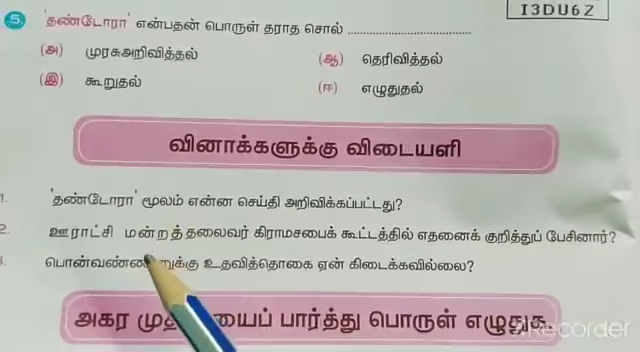 I3DU6Z
5. 'தண்டோரா' என்பதன் பொருள் தராத சொல்
(அ) முரசுஅறிவித்தல் (ஆ) தெரிவித்தல்
(இ) கூறுதல் (ஈ) எழுதுதல்
வினாக்களுக்கு விடையளி
1. 'தண்டோரா' மூலம் என்ன செய்தி அறிவிக்கப்பட்டது?
2. ஊராட்சி மன்றத்தலைவர் கிராமசபைக் கூட்டத்தில் எதனைக் குறித்துப் பேசினார்?
3. உதவித்தொகை ஏன் கிடைக்கவில்லை?
அகர பார்த்து பொருள் எழுதுக.
Recorder